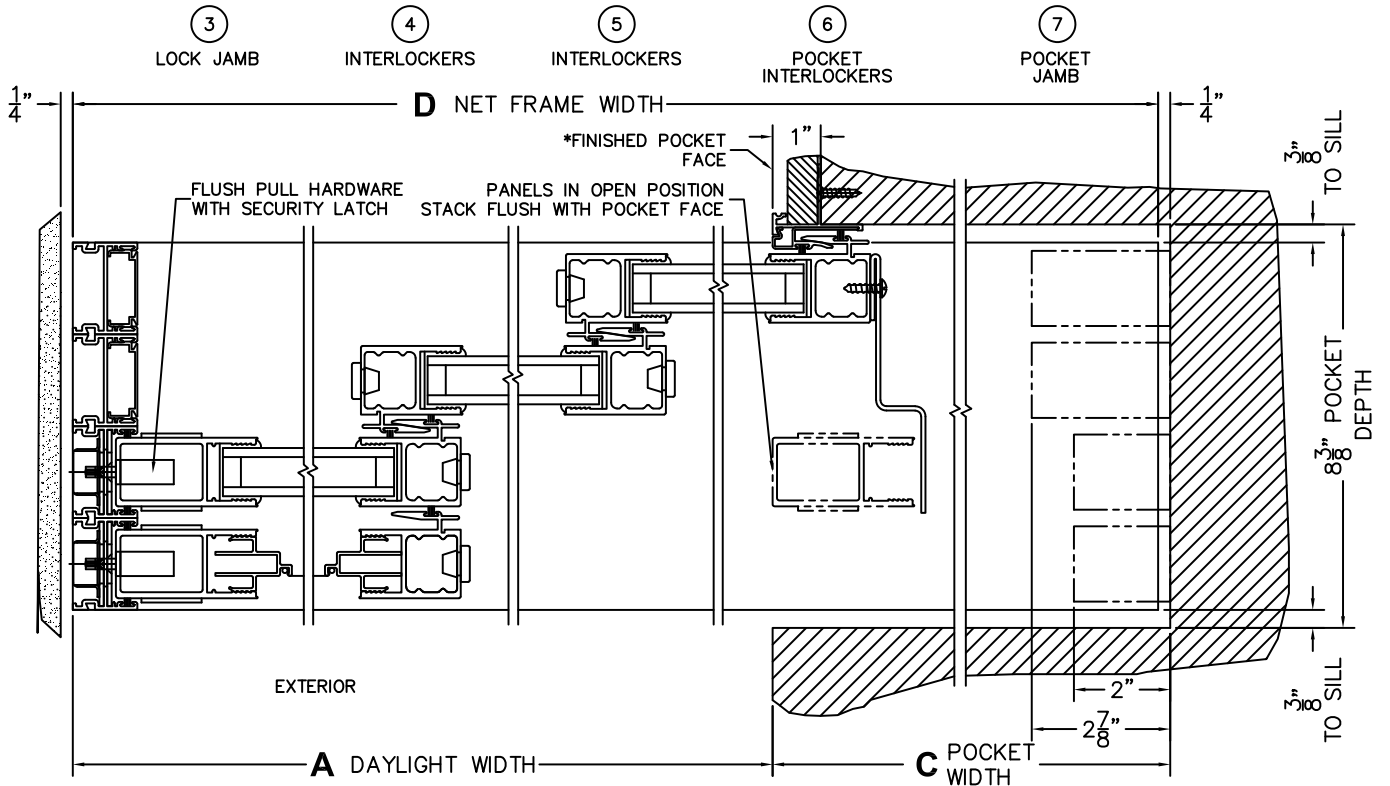 3
LOCK JAMB
4
INTERLOCKERS
5
INTERLOCKERS
6
POCKET
INTERLOCKERS
7
POCKET
JAMB
1/4"
D NET FRAME WIDTH
1/4"
*FINISHED POCKET
FACE
1"
3/8"
TO SILL
FLUSH PULL HARDWARE
WITH SECURITY LATCH
PANELS IN OPEN POSITION
STACK FLUSH WITH POCKET FACE
8 3/8" POCKET
DEPTH
EXTERIOR
2"
2 7/8"
3/8"
TO SILL
A DAYLIGHT WIDTH
C POCKET
WIDTH